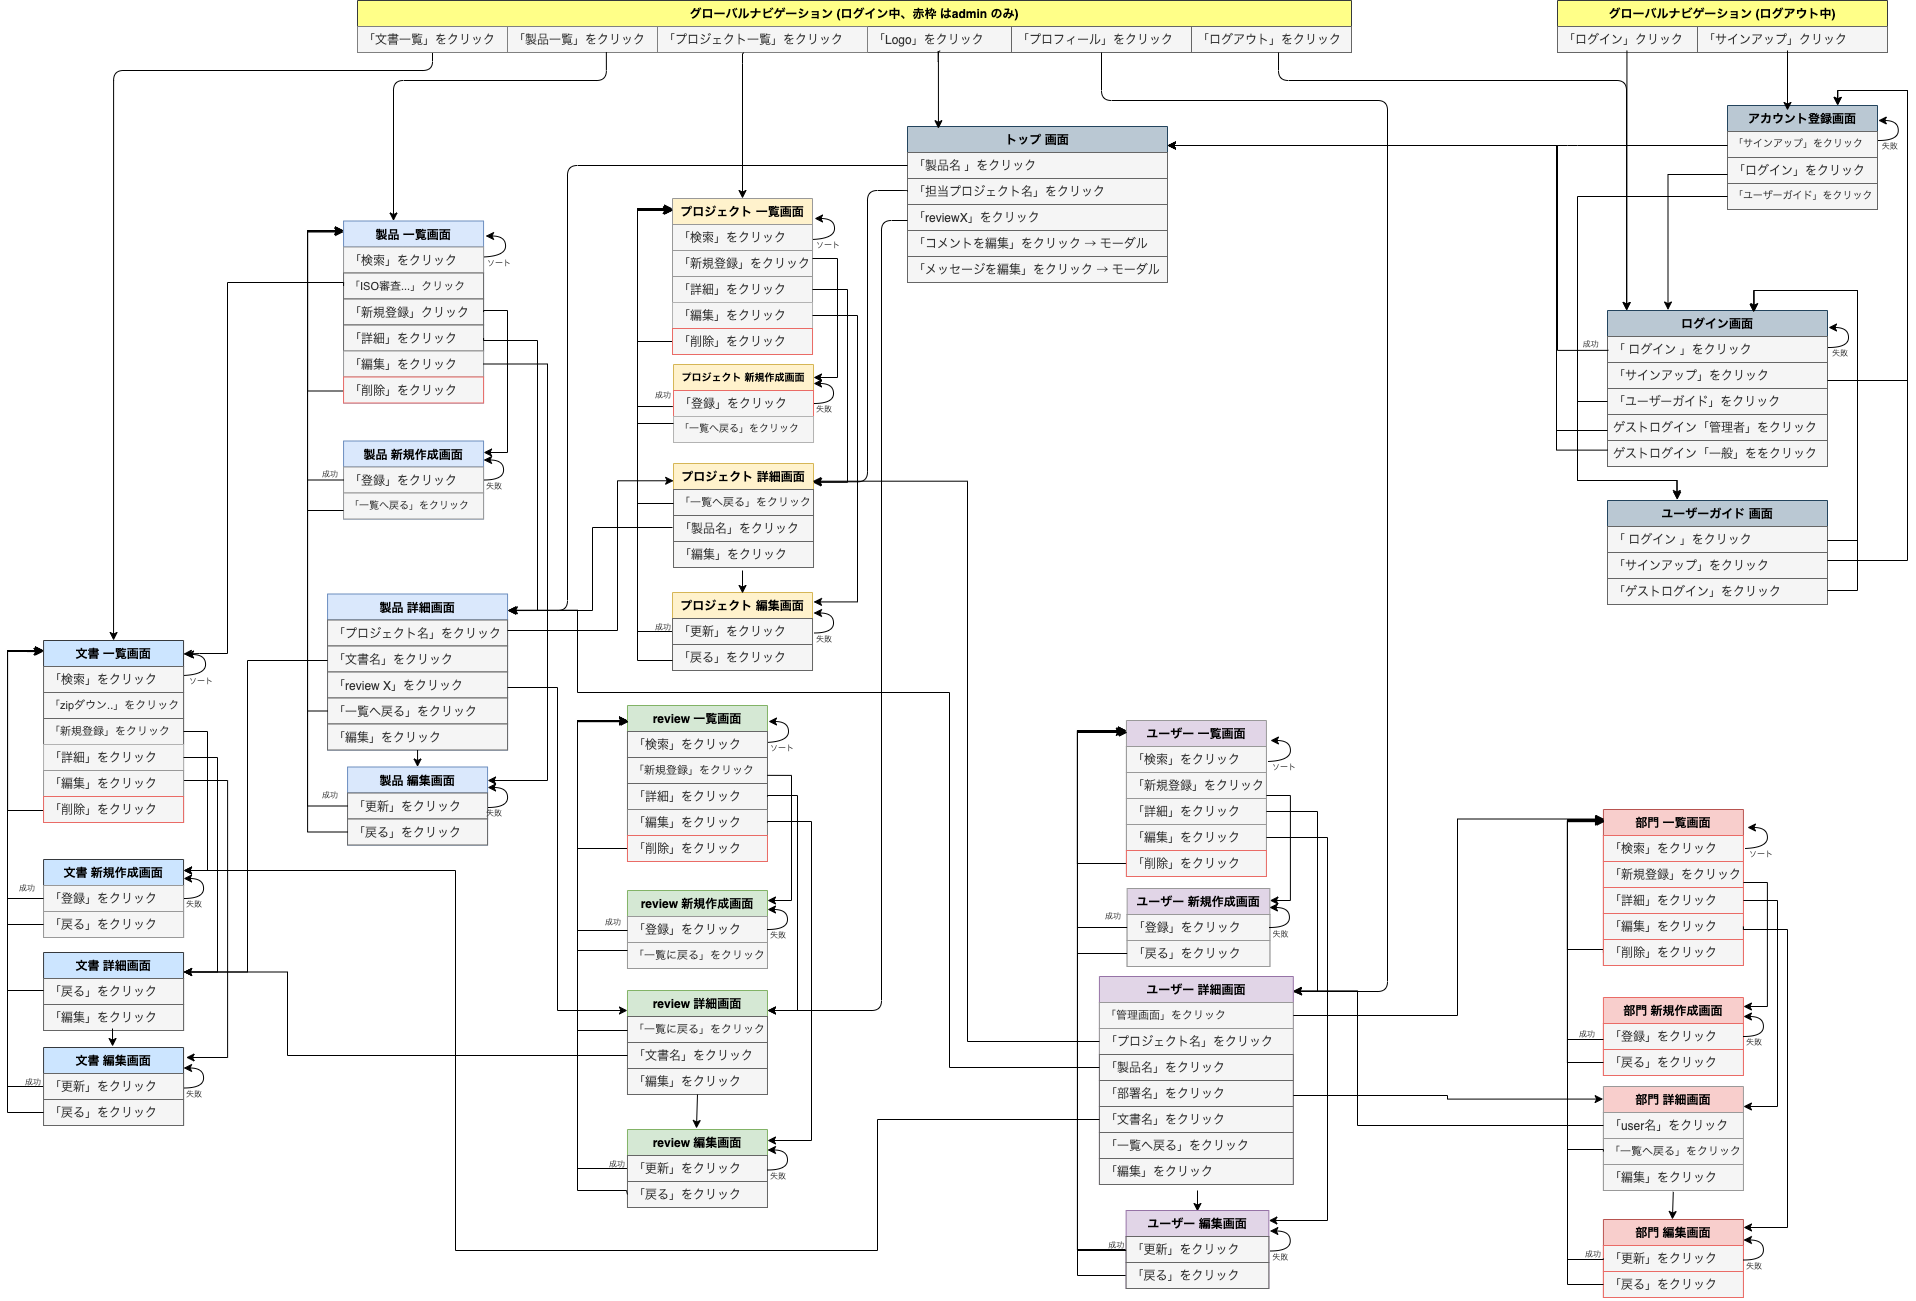 グローバルナビゲーション (ログイン中、赤枠 はadmin のみ)
「文書一覧」をクリック
「製品一覧」をクリック
「プロジェクト一覧」をクリック
「Logo」をクリック
「プロフィール」をクリック
「ログアウト」をクリック
グローバルナビゲーション (ログアウト中)
「ログイン」クリック
「サインアップ」クリック
アカウント登録画面
「サインアップ」をクリック
失敗
「ログイン」をクリック
「ユーザーガイド」をクリック
トップ 画面
「製品名 」をクリック
「担当プロジェクト名」をクリック
「reviewX」をクリック
「コメントを編集」をクリック → モーダル
「メッセージを編集」をクリック → モーダル
製品 一覧画面
「検索」をクリック
ソート
「ISO審査...」クリック
「新規登録」クリック
「詳細」をクリック
「編集」をクリック
「削除」をクリック
製品 新規作成画面
成功
「登録」をクリック
失敗
「一覧へ戻る」をクリック
製品 詳細画面
「プロジェクト名」をクリック
「文書名」をクリック
「review X」をクリック
「一覧へ戻る」をクリック
「編集」をクリック
製品 編集画面
成功
「更新」をクリック
失敗
「戻る」をクリック
プロジェクト 一覧画面
「検索」をクリック
ソート
「新規登録」をクリック
「詳細」をクリック
「編集」をクリック
「削除」をクリック
プロジェクト 新規作成画面
成功
「登録」をクリック
失敗
「一覧へ戻る」をクリック
プロジェクト 詳細画面
「一覧へ戻る」をクリック
「製品名」をクリック
「編集」をクリック
プロジェクト 編集画面
成功
「更新」をクリック
失敗
「戻る」をクリック
ログイン画面
成功
「 ログイン 」をクリック
失敗
「サインアップ」をクリック
「ユーザーガイド」をクリック
ゲストログイン「管理者」をクリック
ゲストログイン「一般」ををクリック
ユーザーガイド 画面
「 ログイン 」をクリック
「サインアップ」をクリック
「ゲストログイン」をクリック
文書 一覧画面
「検索」をクリック
ソート
「zipダウン..」をクリック
「新規登録」をクリック
「詳細」をクリック
「編集」をクリック
「削除」をクリック
文書 新規作成画面
成功
「登録」をクリック
失敗
「戻る」をクリック
文書 詳細画面
「戻る」をクリック
「編集」をクリック
文書 編集画面
成功
「更新」をクリック
失敗
「戻る」をクリック
review 一覧画面
「検索」をクリック
ソート
「新規登録」をクリック
「詳細」をクリック
「編集」をクリック
「削除」をクリック
review 新規作成画面
成功
「登録」をクリック
失敗
「一覧に戻る」をクリック
review 詳細画面
「一覧に戻る」をクリック
「文書名」をクリック
「編集」をクリック
review 編集画面
成功
「更新」をクリック
失敗
「戻る」をクリック
ユーザー 一覧画面
「検索」をクリック
ソート
「新規登録」をクリック
「詳細」をクリック
「編集」をクリック
「削除」をクリック
ユーザー 新規作成画面
成功
「登録」をクリック
失敗
「戻る」をクリック
ユーザー 詳細画面
「管理画面」をクリック
「プロジェクト名」をクリック
「製品名」をクリック
「部署名」をクリック
「文書名」をクリック
「一覧へ戻る」をクリック
「編集」をクリック
ユーザー 編集画面
成功
「更新」をクリック
失敗
「戻る」をクリック
部門 一覧画面
「検索」をクリック
ソート
「新規登録」をクリック
「詳細」をクリック
「編集」をクリック
「削除」をクリック
部門 新規作成画面
成功
「登録」をクリック
失敗
「戻る」をクリック
部門 詳細画面
「user名」をクリック
「一覧へ戻る」をクリック
「編集」をクリック
部門 編集画面
成功
「更新」をクリック
失敗
「戻る」をクリック